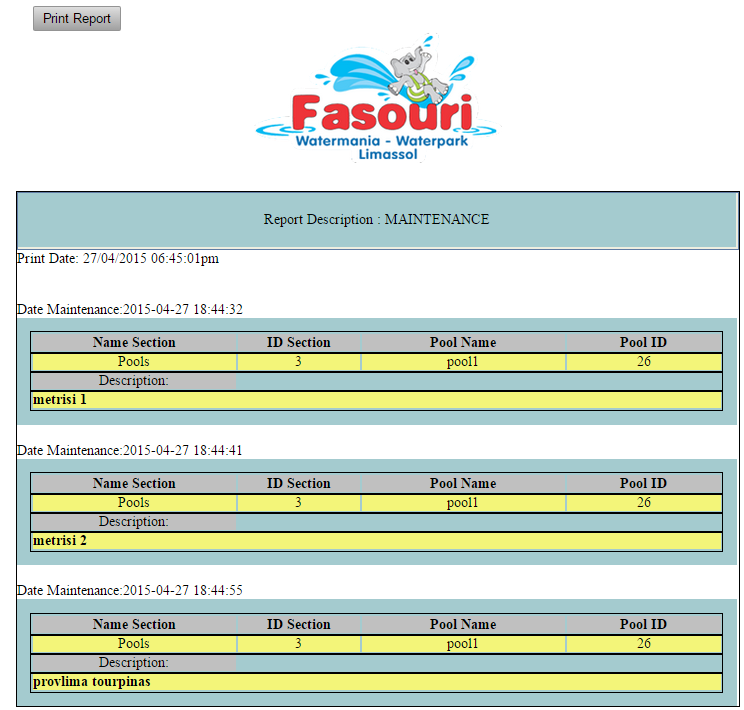 Print Report
Fasouri
Watermania - Waterpark
Limassol
Report Description : MAINTENANCE
Print Date: 27/04/2015 06:45:01pm
Date Maintenance:2015-04-27 18:44:32
Name Section ID Section Pool Name Pool ID
Pools 3 pool1 26
Description:
metrisi 1
Date Maintenance:2015-04-27 18:44:41
Name Section ID Section Pool Name Pool ID
Pools 3 pool1 26
Description:
metrisi 2
Date Maintenance:2015-04-27 18:44:55
Name Section ID Section Pool Name Pool ID
Pools 3 pool1 26
Description:
provlima tourpinas